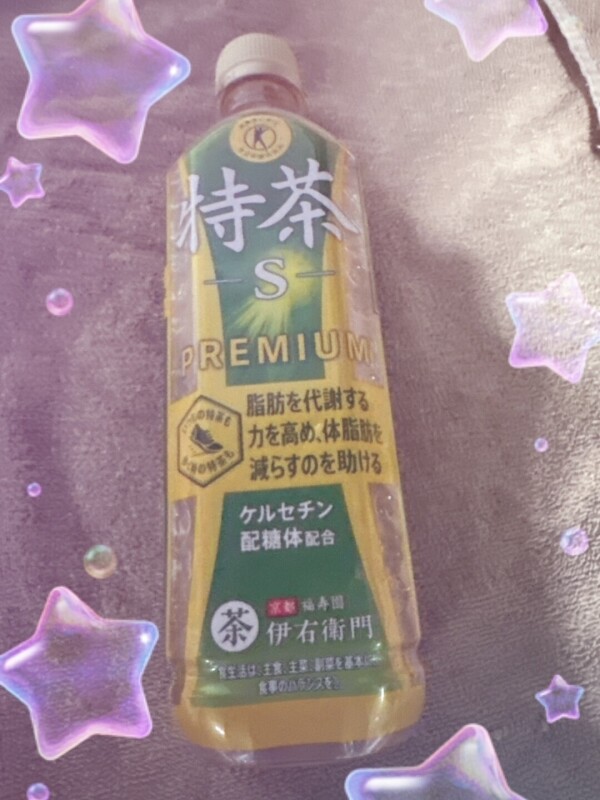 特茶
S
PREMIUM
脂肪を代謝する
力を高め、体脂肪を
減らすのを助ける
ケルセチン
配糖体配合
茶
京都 福寿園
伊右衛門
食生活は、主食、主菜、副菜を基本に、
食事のバランスを。